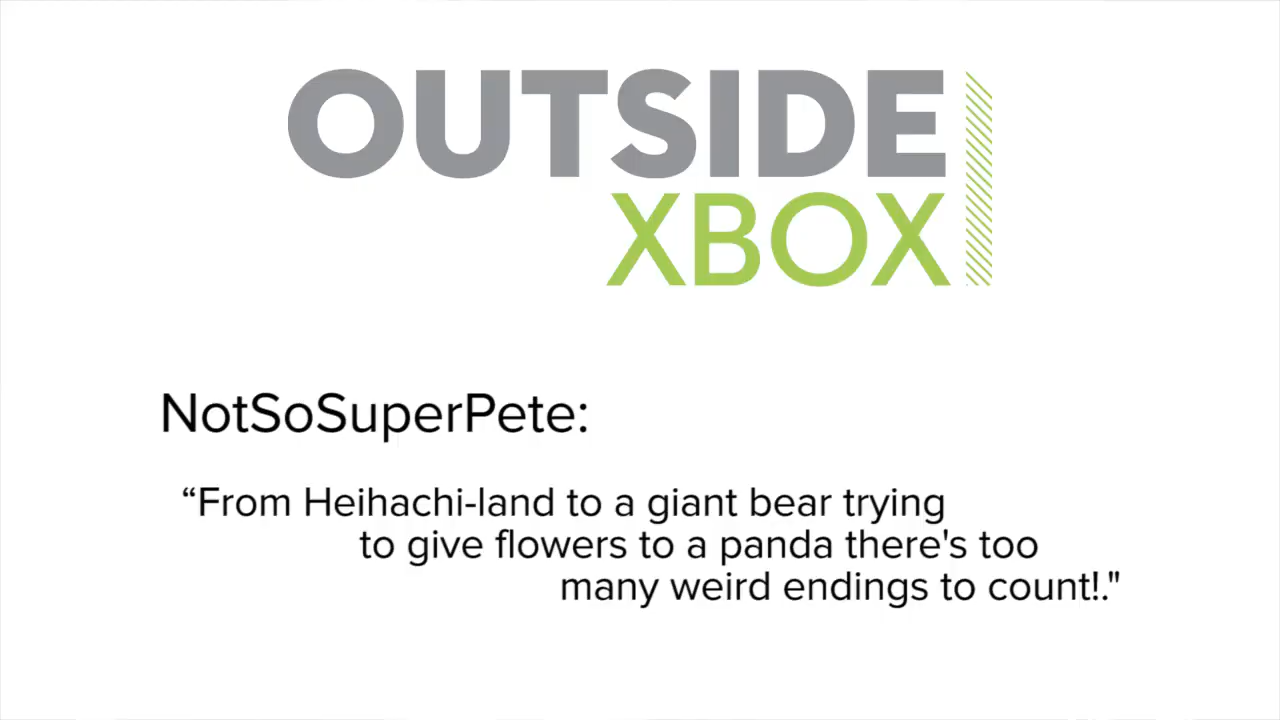 OUTSIDE
XBOX
NotSoSuperPete:
“From Heihachi-land to a giant bear trying
to give flowers to a panda there's too
many weird endings to count!."